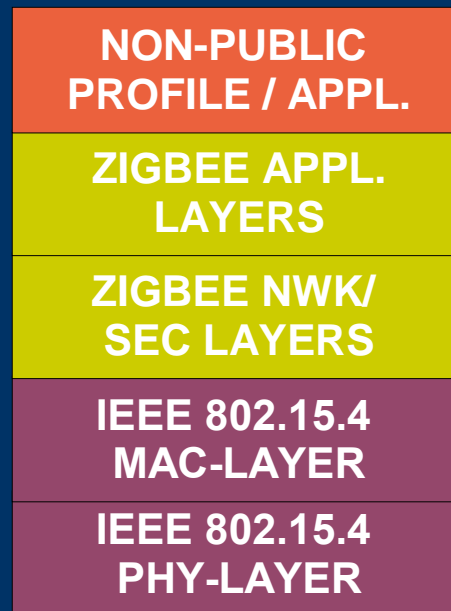 NON-PUBLIC
PROFILE / APPL.
ZIGBEE APPL.
LAYERS
ZIGBEE NWK/
SEC LAYERS
IEEE 802.15.4
MAC-LAYER
IEEE 802.15.4
PHY-LAYER